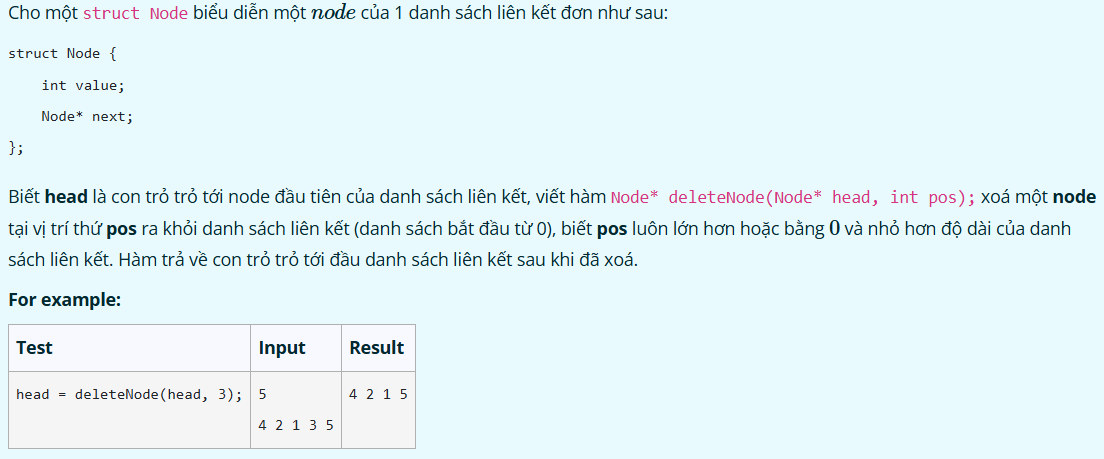 Cho một struct Node biểu diễn một node của 1 danh sách liên kết đơn như sau:
struct Node {
    int value;
    Node* next;
};
Biết head là con trỏ trỏ tới node đầu tiên của danh sách liên kết, viết hàm Node* deleteNode(Node* head, int pos); xoá một node
tại vị trí thứ pos ra khỏi danh sách liên kết (danh sách bắt đầu từ 0), biết pos luôn lớn hơn hoặc bằng 0 và nhỏ hơn độ dài của danh
sách liên kết. Hàm trả về con trỏ trỏ tới đầu danh sách liên kết sau khi đã xoá.
For example:
Test Input Result
head = deleteNode(head, 3); 5 4 2 1 5
4 2 1 3 5